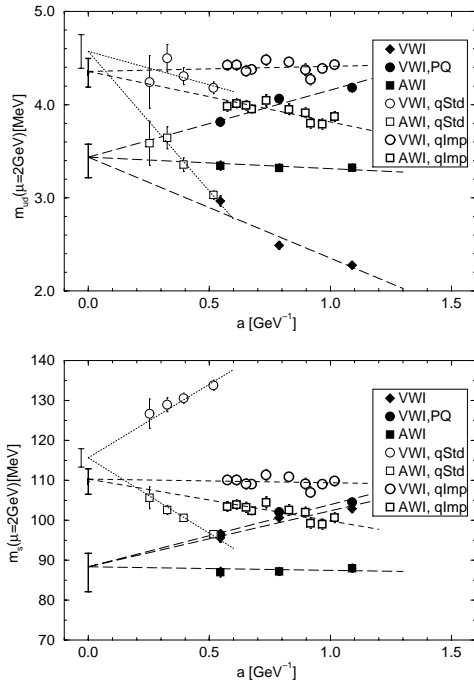 5.0
4.0
3.0
2.0
m_ud(μ=2GeV)[MeV]
VWI
VWI,PQ
AWI
VWI, qStd
AWI, qStd
VWI, qImp
AWI, qImp
0.0 0.5 1.0 1.5
a [GeV⁻¹]
140
130
120
110
100
90
80
70
m_s(μ=2GeV)[MeV]
VWI
VWI,PQ
AWI
VWI, qStd
AWI, qStd
VWI, qImp
AWI, qImp
0.0 0.5 1.0 1.5
a [GeV⁻¹]